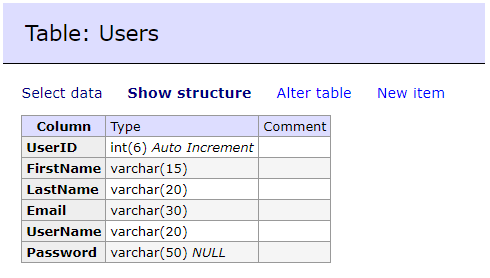 Table: Users
Select data Show structure Alter table New item
Column Type Comment
UserID int(6) Auto Increment
FirstName varchar(15)
LastName varchar(20)
Email varchar(30)
UserName varchar(20)
Password varchar(50) NULL